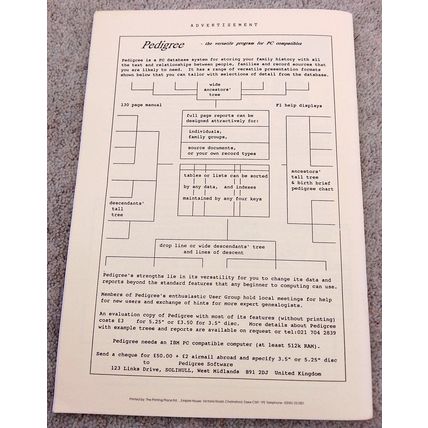 ADVERTISEMENT
Pedigree - the versatile program for PC compatibles
Pedigree is a PC database system for storing your family history with all
the text and relationships between people, families and record sources that
you are likely to need. It has a range of versatile presentation formats
shown below that you can tailor with selections of detail from the database.
wide
ancestors'
tree
130 page manual
F1 help displays
full page reports can be
designed attractively for:
individuals,
family groups,
source documents,
or your own record types
tables or lists can be sorted
by any data, and indexes
maintained by any four keys
descendants'
tall
tree
ancestors'
tall tree
& birth brief
pedigree chart
drop line or wide descendants' tree
and lines of descent
Pedigree's strengths lie in its versatility for you to change its data and
reports beyond the standard features that any beginner to computing can use.
Members of Pedigree's enthusiastic User Group hold local meetings for help
for new users and exchange of hints for more expert genealogists.
An evaluation copy of Pedigree with most of its features (without printing)
costs £3 for 5.25" or £3.50 for 3.5" disc. More details about Pedigree
with example trees and reports are available on request or tel:021 704 2839
Pedigree needs an IBM PC compatible computer (at least 512k RAM).
Send a cheque for £50.00 + £2 airmail abroad and specify 3.5" or 5.25" disc
to Pedigree Software
123 Links Drive, SOLIHULL, West Midlands B91 2DJ United Kingdom
Printed by: The Printing Place